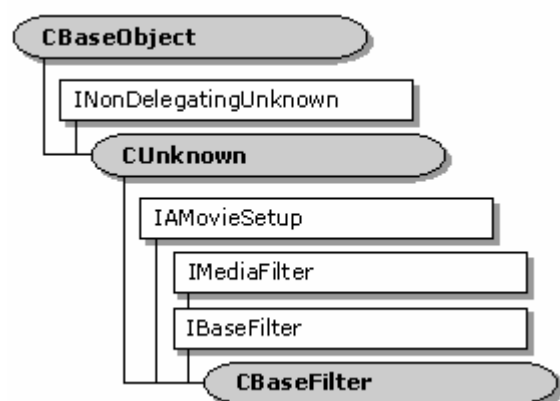 CBaseObject
INonDelegatingUnknown
CUnknown
IAMovieSetup
IMediaFilter
IBaseFilter
CBaseFilter